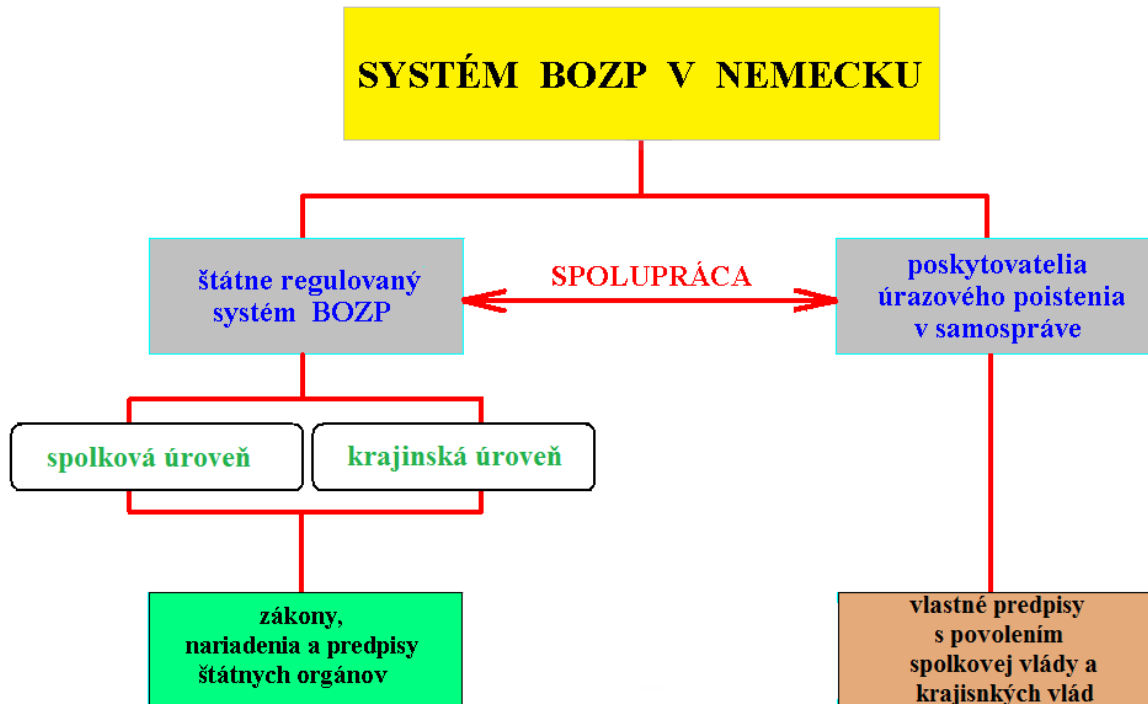 SYSTÉM BOZP V NEMECKU
štátne regulovaný
systém BOZP
SPOLUPRÁCA
poskytovatelia
úrazového poistenia
v samospráve
spolková úroveň
krajinská úroveň
zákony,
nariadenia a predpisy
štátnych orgánov
vlastné predpisy
s povolením
spolkovej vlády a
krajisnkých vlád